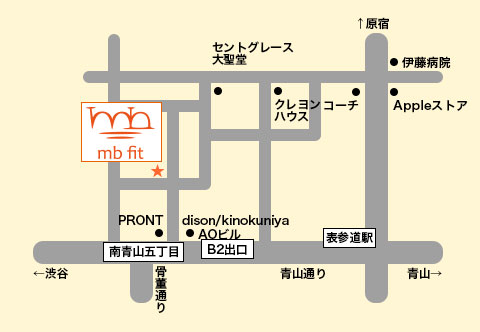 ↑原宿
セントグレース
大聖堂
伊藤病院
クレヨン
ハウス
コーチ
Appleストア
mb fit
PRONT
dison/kinokuniya
AOビル
表参道駅
南青山五丁目
B2出口
←渋谷
骨董通り
青山通り
青山→